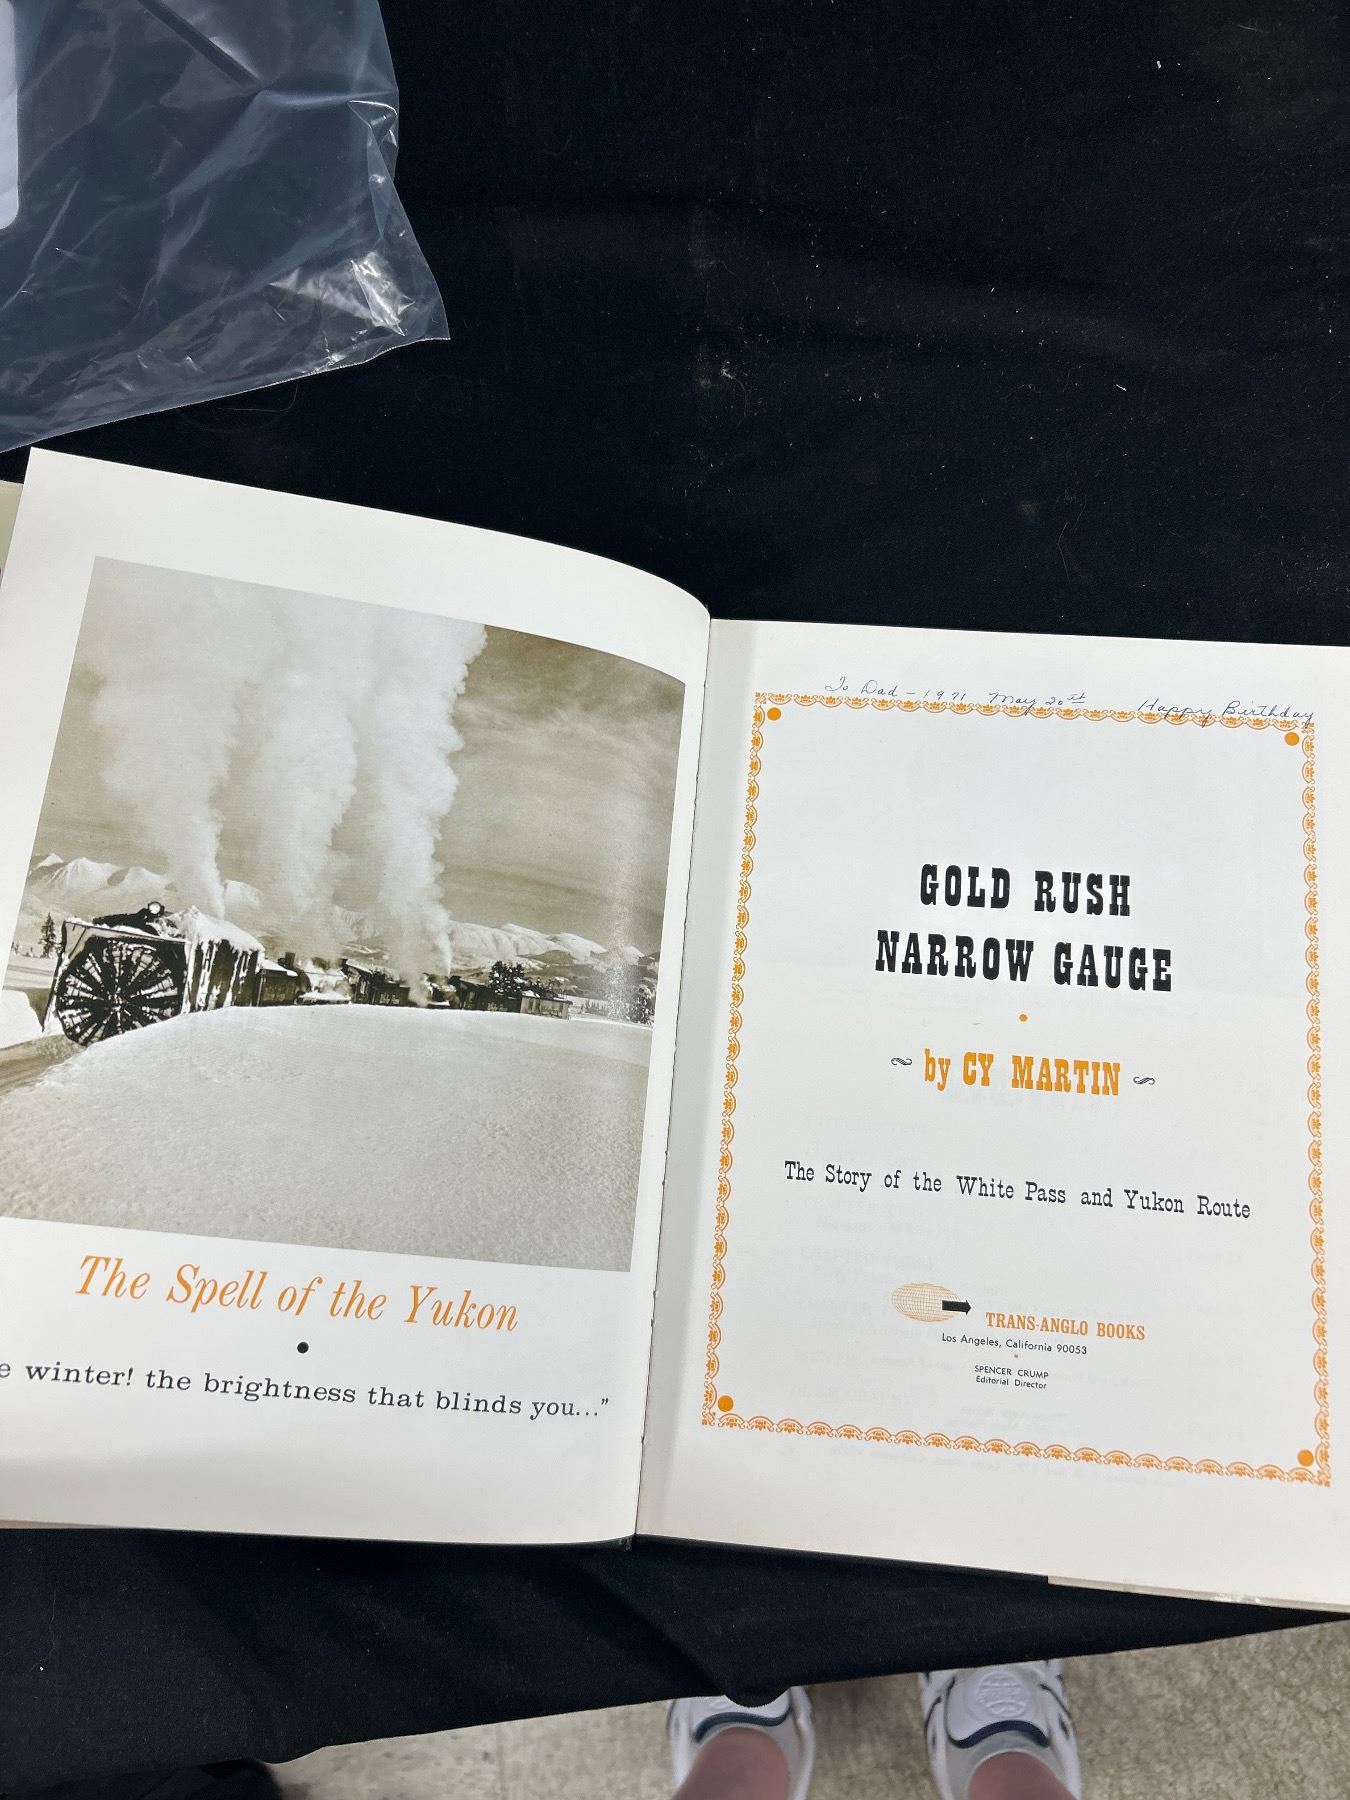 The Spell of the Yukon
winter! the brightness that blinds you..."
To Dad - 1971 May 20st Happy Birthday
GOLD RUSH
NARROW GAUGE
by CY MARTIN
The Story of the White Pass and Yukon Route
TRANS-ANGLO BOOKS
Los Angeles, California 90053
SPENCER CRUMP
Editorial Director